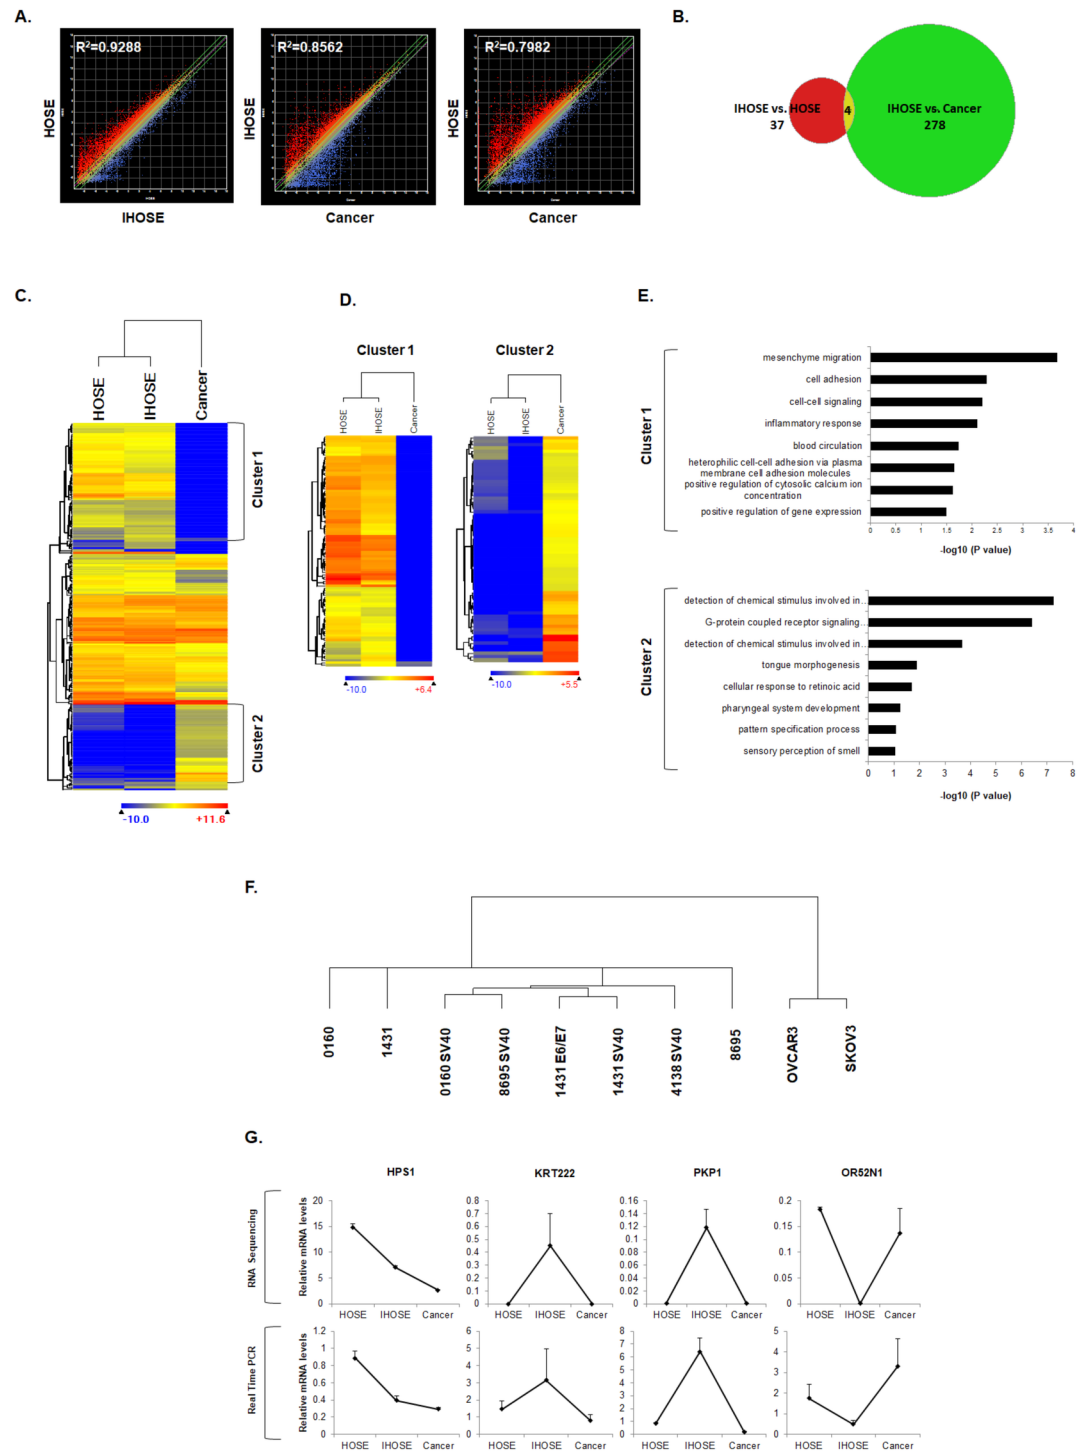 A.
R²=0.9288
HOSE
IHOSE
R²=0.8562
IHOSE
Cancer
R²=0.7982
HOSE
Cancer
B.
IHOSE vs. HOSE
37
4
IHOSE vs. Cancer
278
C.
HOSE
IHOSE
Cancer
Cluster 1
Cluster 2
-10.0
+11.6
D.
Cluster 1
HOSE
IHOSE
Cancer
-10.0
+6.4
Cluster 2
HOSE
IHOSE
Cancer
-10.0
+5.5
E.
Cluster 1
mesenchyme migration
cell adhesion
cell-cell signaling
inflammatory response
blood circulation
heterophilic cell-cell adhesion via plasma
membrane cell adhesion molecules
positive regulation of cytosolic calcium ion
concentration
positive regulation of gene expression
0 0.5 1 1.5 2 2.5 3 3.5 4
-log10 (P value)
Cluster 2
detection of chemical stimulus involved in...
G-protein coupled receptor signaling...
detection of chemical stimulus involved in...
tongue morphogenesis
cellular response to retinoic acid
pharyngeal system development
pattern specification process
sensory perception of smell
0 1 2 3 4 5 6 7 8
-log10 (P value)
F.
0160
1431
0160 SV40
8695 SV40
1431 E6/E7
1431 SV40
4138 SV40
8695
OVCAR3
SKOV3
G.
HPS1
KRT222
PKP1
OR52N1
RNA Sequencing
Relative mRNA levels
20
15
10
5
0
HOSE IHOSE Cancer
0.8
0.7
0.6
0.5
0.4
0.3
0.2
0.1
0
HOSE IHOSE Cancer
0.16
0.14
0.12
0.1
0.08
0.06
0.04
0.02
0
HOSE IHOSE Cancer
0.2
0.15
0.1
0.05
0
HOSE IHOSE Cancer
Real Time PCR
Relative mRNA levels
1.2
1
0.8
0.6
0.4
0.2
0
HOSE IHOSE Cancer
6
5
4
3
2
1
0
HOSE IHOSE Cancer
8
7
6
5
4
3
2
1
0
HOSE IHOSE Cancer
5
4
3
2
1
0
HOSE IHOSE Cancer